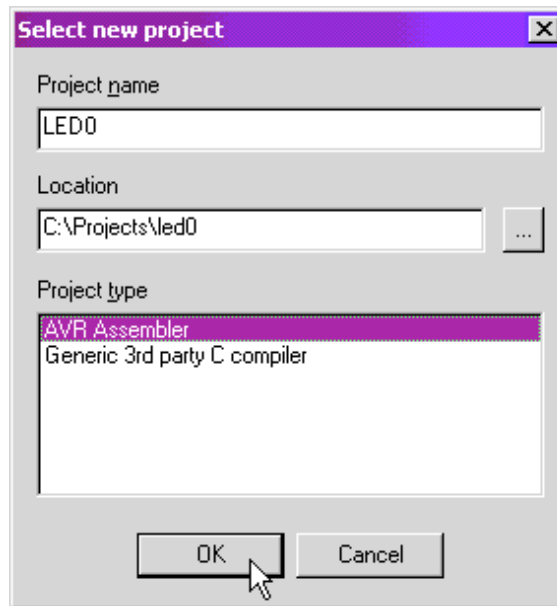 Select new project
Project name
LED0
Location
C:\Projects\led0
...
Project type
AVR Assembler
Generic 3rd party C compiler
OK
Cancel